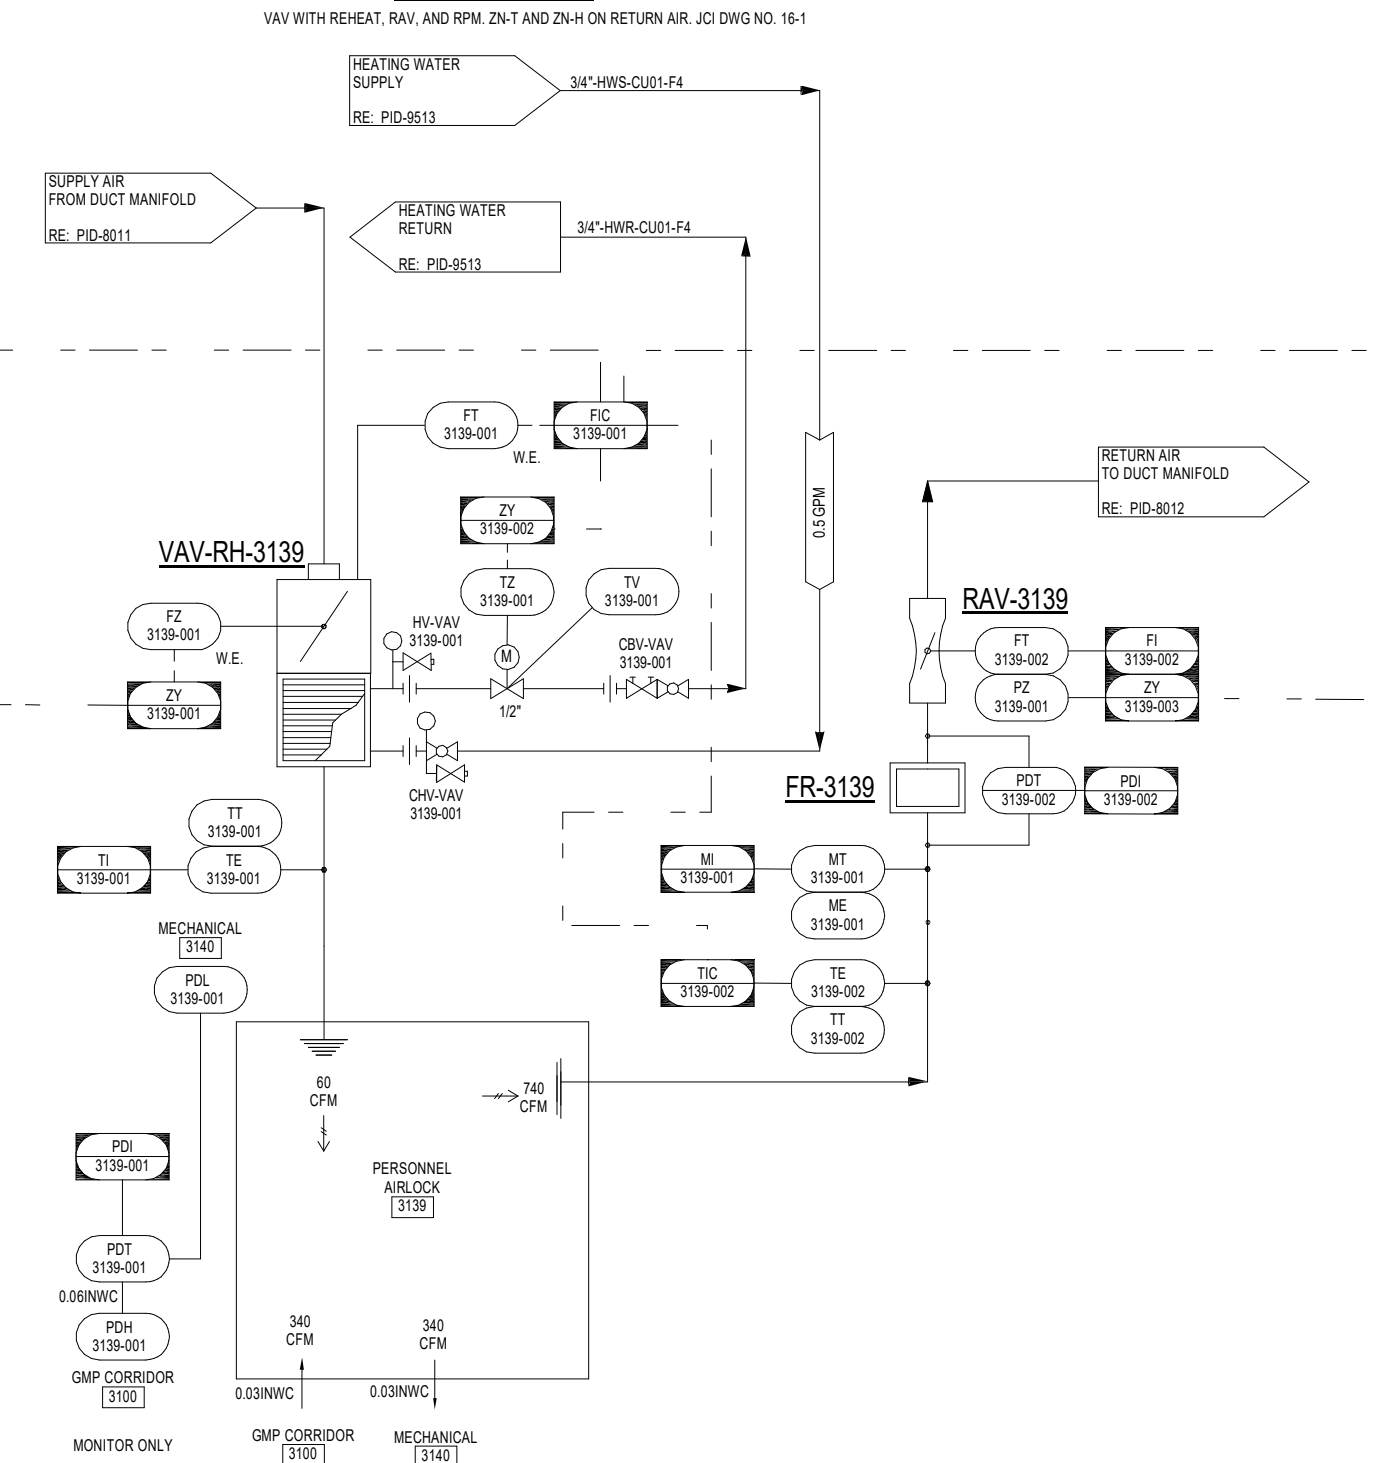 VAV WITH REHEAT, RAV, AND RPM. ZN-T AND ZN-H ON RETURN AIR. JCI DWG NO. 16-1
HEATING WATER
SUPPLY
RE: PID-9513
3/4"-HWS-CU01-F4
SUPPLY AIR
FROM DUCT MANIFOLD
RE: PID-8011
HEATING WATER
RETURN
RE: PID-9513
3/4"-HWR-CU01-F4
FT
3139-001
W.E.
FIC
3139-001
RETURN AIR
TO DUCT MANIFOLD
RE: PID-8012
0.5 GPM
ZY
3139-002
VAV-RH-3139
TZ
3139-001
TV
3139-001
FZ
3139-001
W.E.
ZY
3139-001
HV-VAV
3139-001
M
1/2"
CBV-VAV
3139-001
CHV-VAV
3139-001
RAV-3139
FT
3139-002
FI
3139-002
PZ
3139-001
ZY
3139-003
FR-3139
PDT
3139-002
PDI
3139-002
TT
3139-001
TI
3139-001
TE
3139-001
MI
3139-001
MT
3139-001
ME
3139-001
TIC
3139-002
TE
3139-002
TT
3139-002
MECHANICAL
3140
PDL
3139-001
60
CFM
740
CFM
PERSONNEL
AIRLOCK
3139
PDI
3139-001
PDT
3139-001
0.06INWC
PDH
3139-001
GMP CORRIDOR
3100
MONITOR ONLY
340
CFM
340
CFM
0.03INWC
0.03INWC
GMP CORRIDOR
3100
MECHANICAL
3140